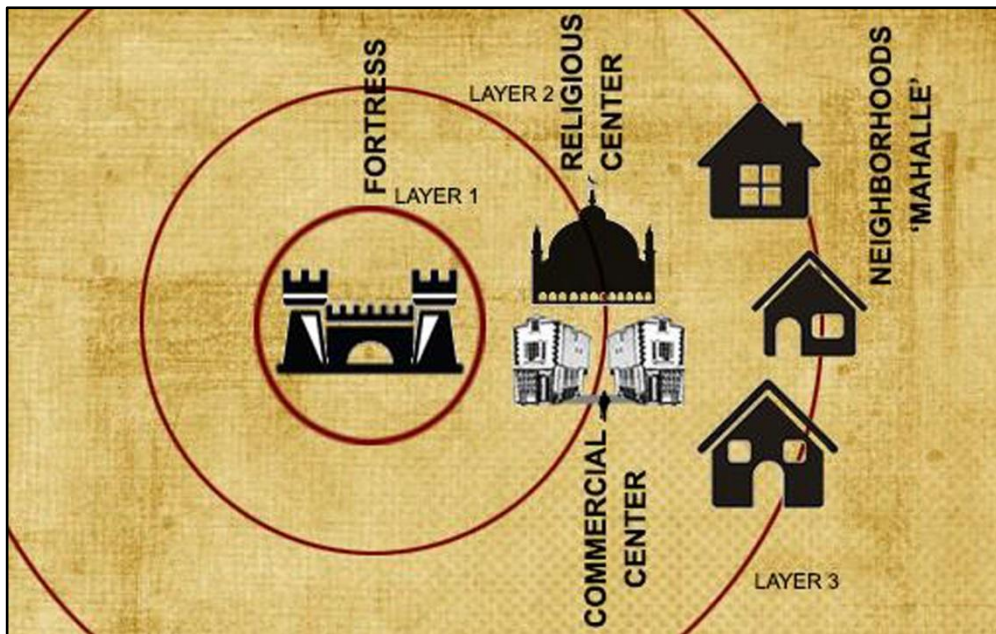 FORTRESS
LAYER 1
LAYER 2
RELIGIOUS
CENTER
COMMERCIAL
CENTER
NEIGHBORHOODS
‘MAHALLE’
LAYER 3